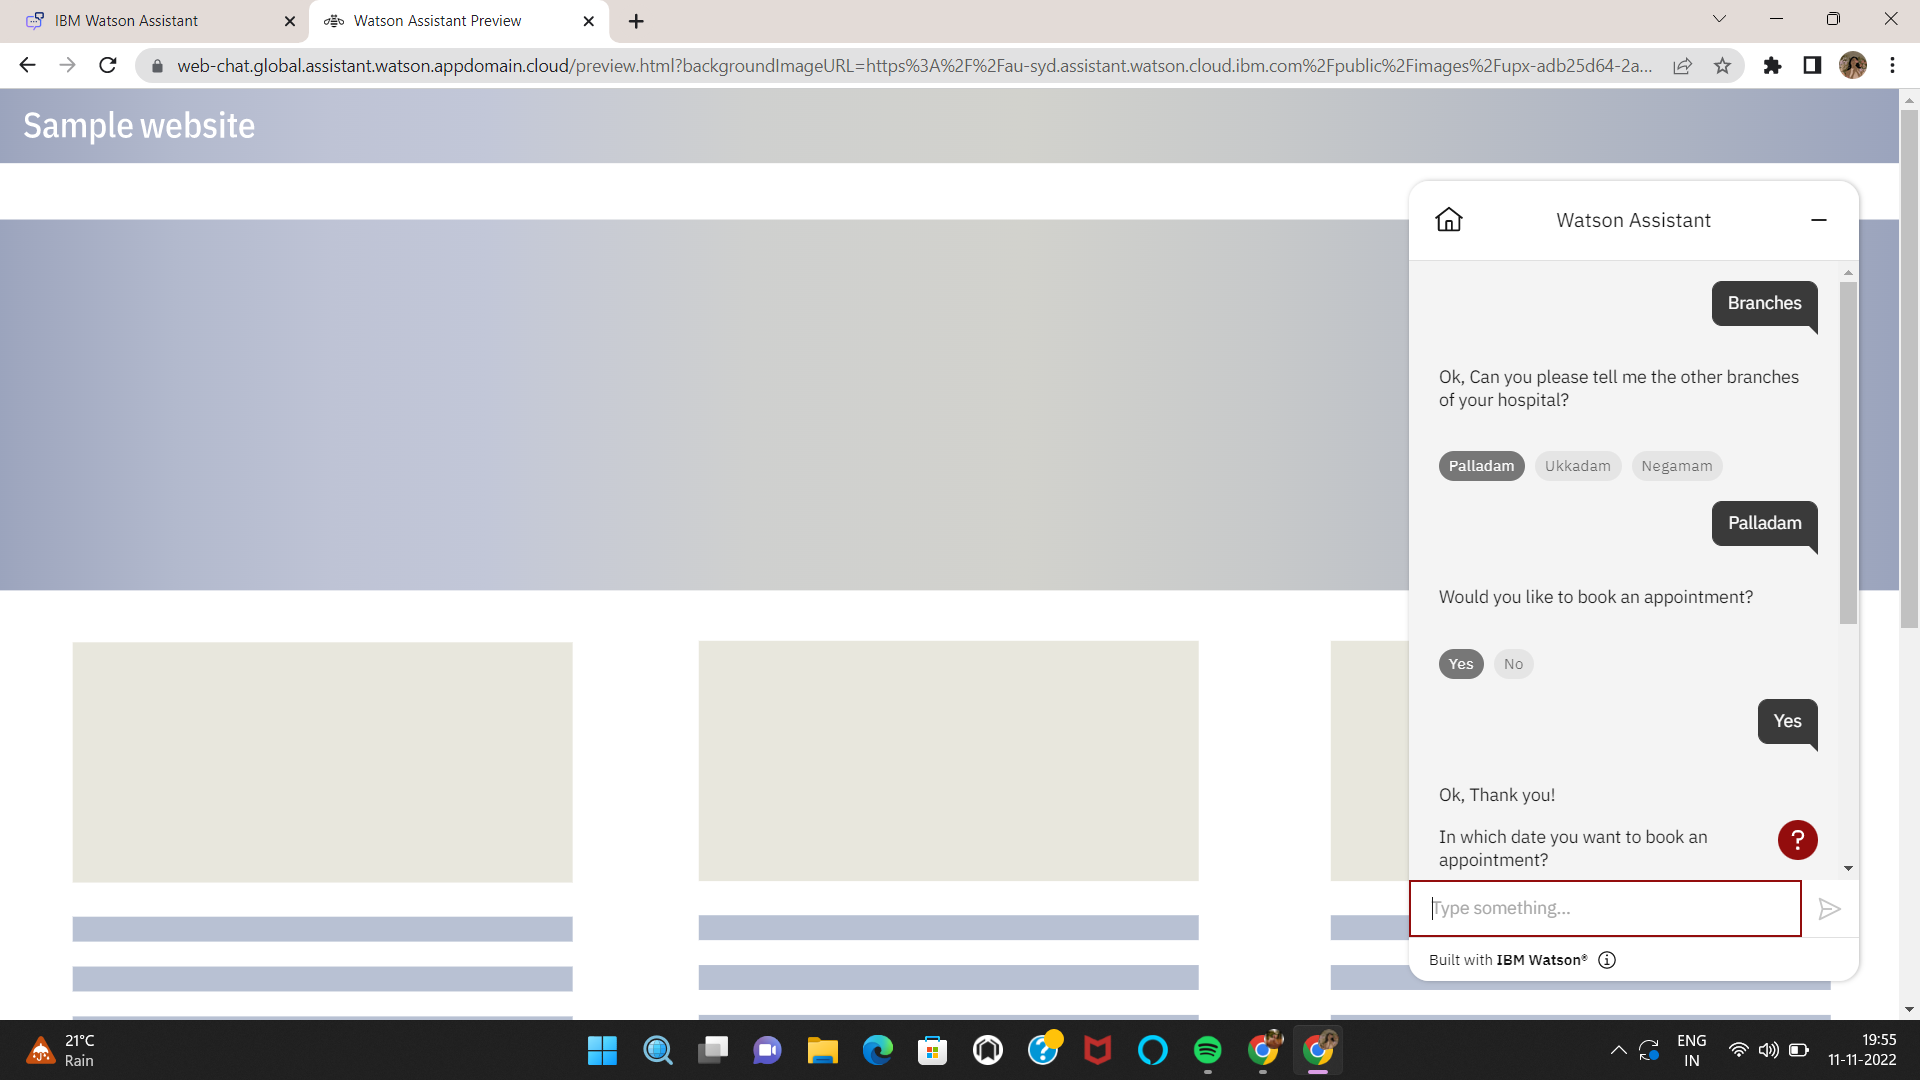 IBM Watson Assistant
Watson Assistant Preview
web-chat.global.assistant.watson.appdomain.cloud/preview.html?backgroundImageURL=https%3A%2F%2Fau-syd.assistant.watson.cloud.ibm.com%2Fpublic%2Fimages%2Fupx-adb25d64-2a...
Sample website
Watson Assistant
Branches
Ok, Can you please tell me the other branches
of your hospital?
Palladam Ukkadam Negamam
Palladam
Would you like to book an appointment?
Yes No
Yes
Ok, Thank you!
In which date you want to book an
appointment?
?
Type something...
Built with IBM Watson®
21°C
Rain
ENG
IN
19:55
11-11-2022